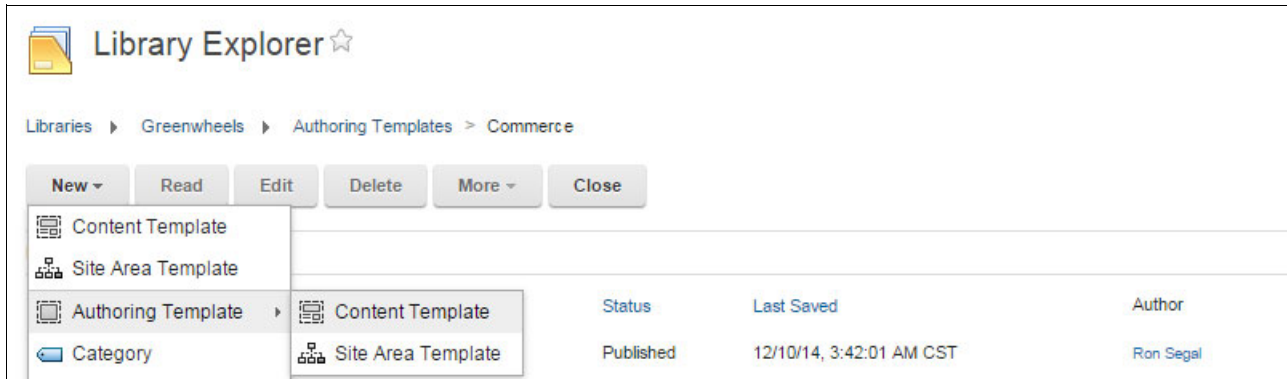 Library Explorer
Libraries Greenwheels Authoring Templates > Commerce
New Read Edit Delete More Close
Content Template
Site Area Template
Authoring Template Content Template Status Last Saved Author
Category Site Area Template Published 12/10/14, 3:42:01 AM CST Ron Segal